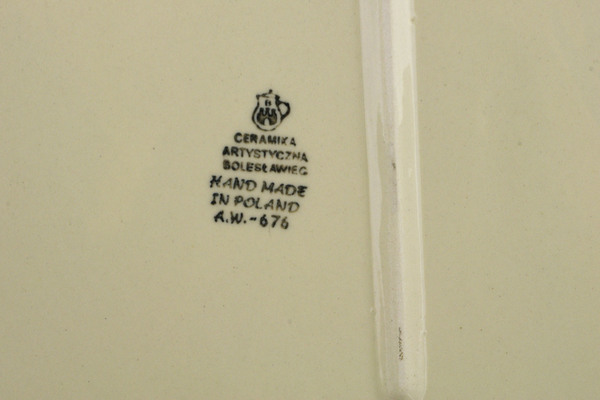 B
CERAMIKA
ARTYSTYCZNA
BOLESŁAWIEC
HAND MADE
IN POLAND
A.W.-676